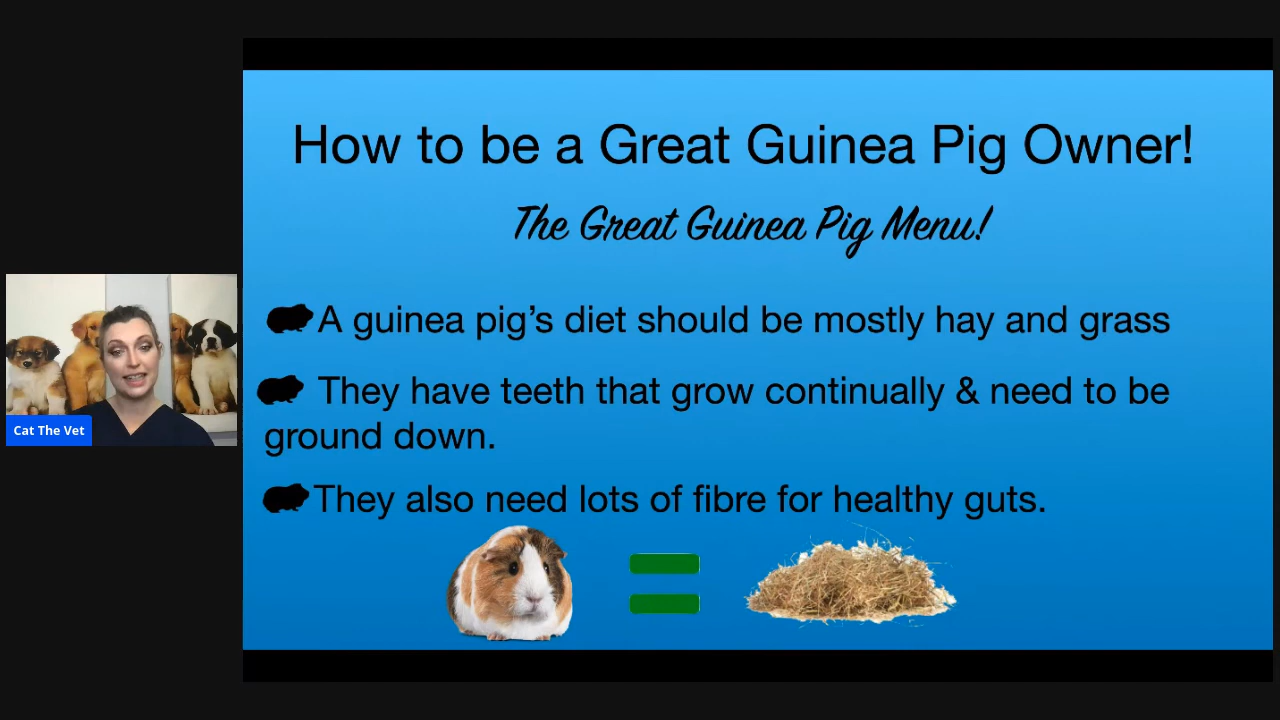 How to be a Great Guinea Pig Owner!
The Great Guinea Pig Menu!
A guinea pig’s diet should be mostly hay and grass
They have teeth that grow continually & need to be
ground down.
They also need lots of fibre for healthy guts.
Cat The Vet